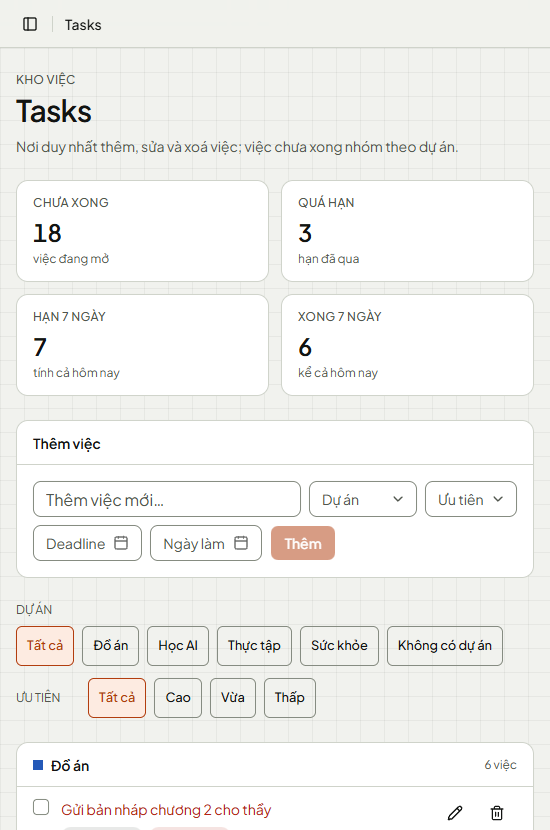 Tasks
KHO VIỆC
Tasks
Nơi duy nhất thêm, sửa và xoá việc; việc chưa xong nhóm theo dự án.
CHƯA XONG
18
việc đang mở
QUÁ HẠN
3
hạn đã qua
HẠN 7 NGÀY
7
tính cả hôm nay
XONG 7 NGÀY
6
kể cả hôm nay
Thêm việc
Thêm việc mới... Dự án Ưu tiên
Deadline Ngày làm Thêm
DỰ ÁN
Tất cả Đồ án Học AI Thực tập Sức khỏe Không có dự án
ƯU TIÊN Tất cả Cao Vừa Thấp
Đồ án 6 việc
Gửi bản nháp chương 2 cho thầy